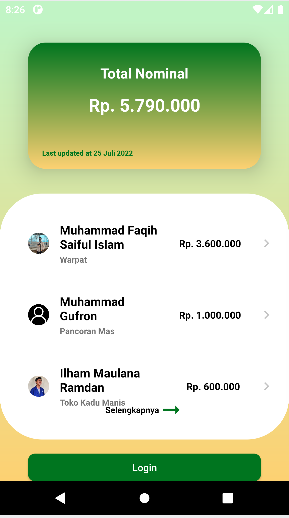 8:26
Total Nominal
Rp. 5.790.000
Last updated at 25 Juli 2022
Muhammad Faqih
Saiful Islam
Rp. 3.600.000
Warpat
Muhammad
Gufron
Rp. 1.000.000
Pancoran Mas
Ilham Maulana
Ramdan
Rp. 600.000
Toko Kadu Manis
Selengkapnya
Login